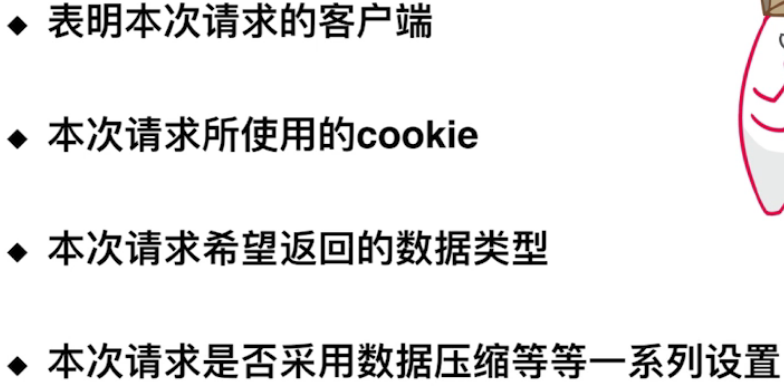 ◆ 表明本次请求的客户端
◆ 本次请求所使用的cookie
◆ 本次请求希望返回的数据类型
◆ 本次请求是否采用数据压缩等等一系列设置